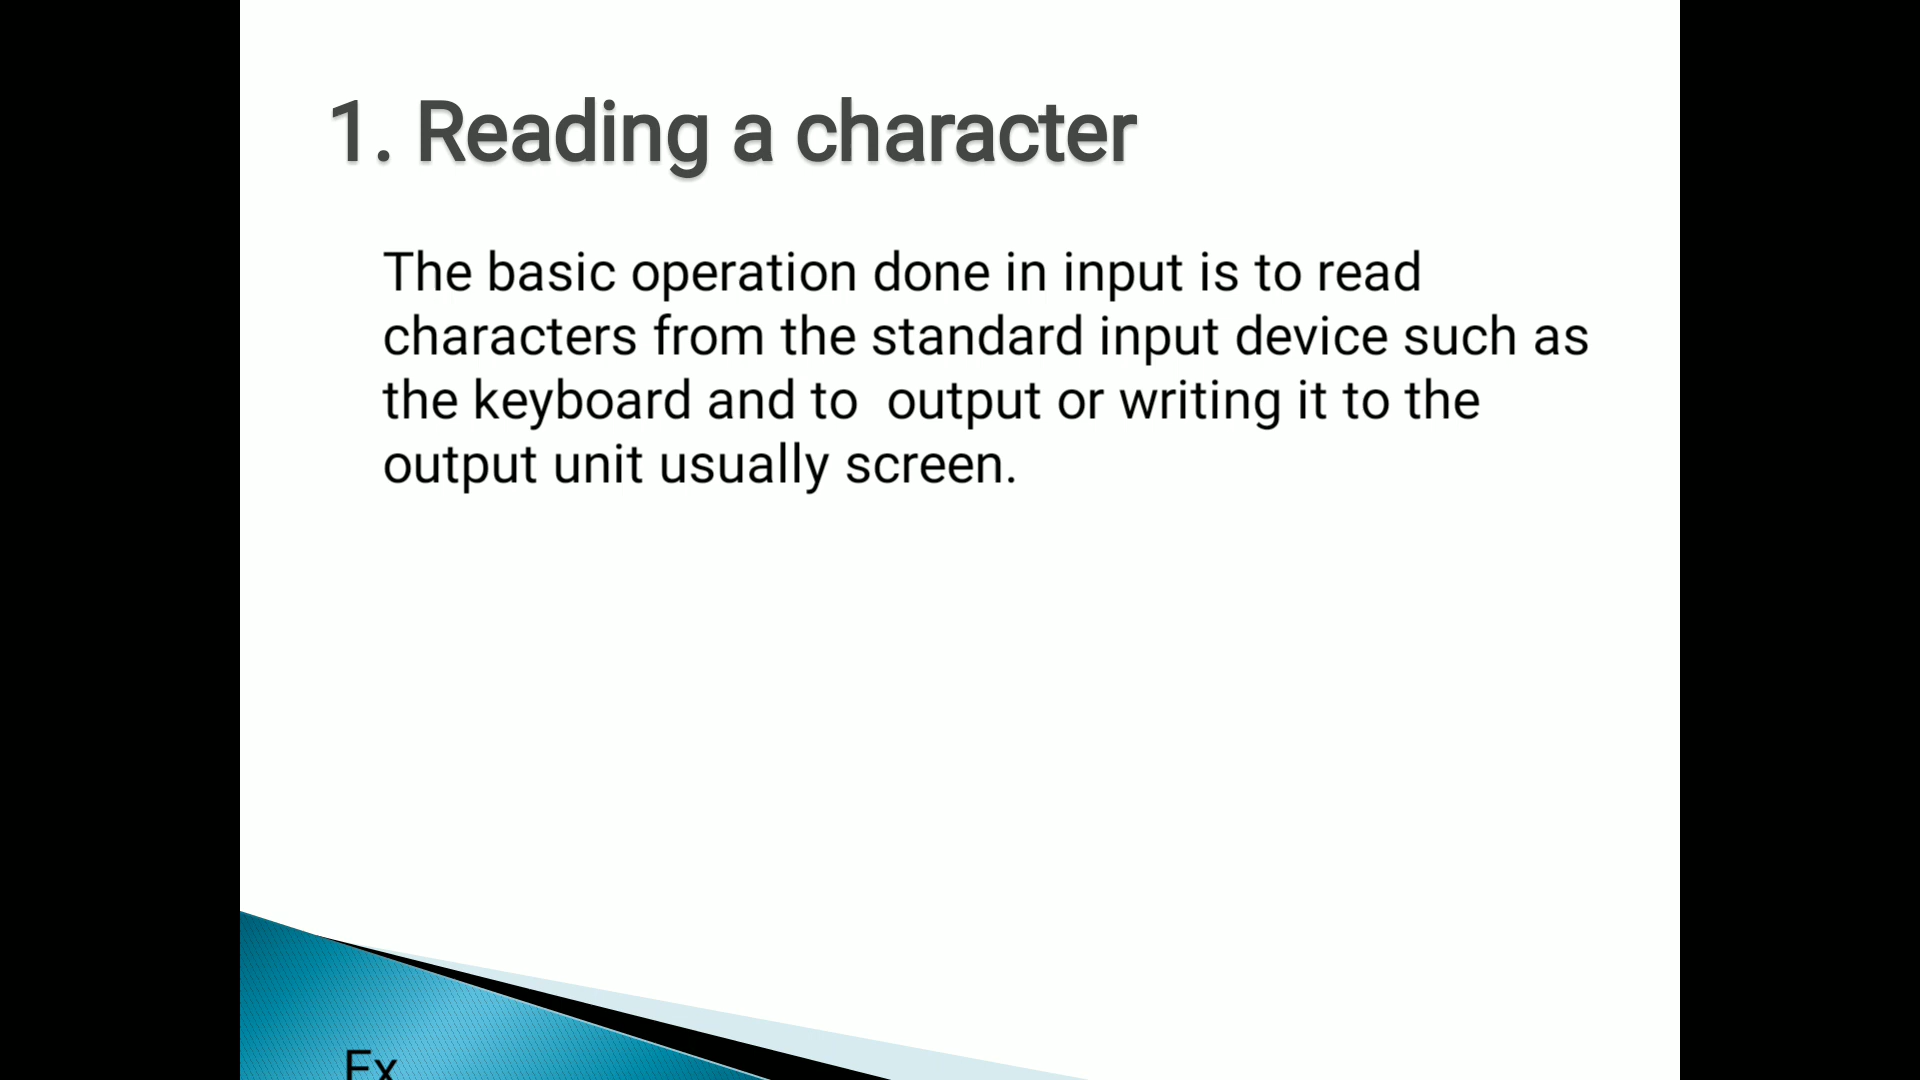 1. Reading a character
The basic operation done in input is to read
characters from the standard input device such as
the keyboard and to  output or writing it to the
output unit usually screen.
Ex